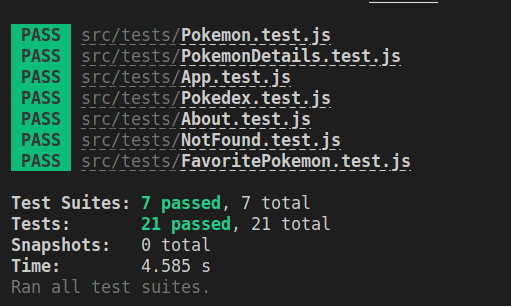 PASS src/tests/Pokemon.test.js
PASS src/tests/PokemonDetails.test.js
PASS src/tests/App.test.js
PASS src/tests/Pokedex.test.js
PASS src/tests/About.test.js
PASS src/tests/NotFound.test.js
PASS src/tests/FavoritePokemon.test.js
Test Suites: 7 passed, 7 total
Tests: 21 passed, 21 total
Snapshots: 0 total
Time: 4.585 s
Ran all test suites.